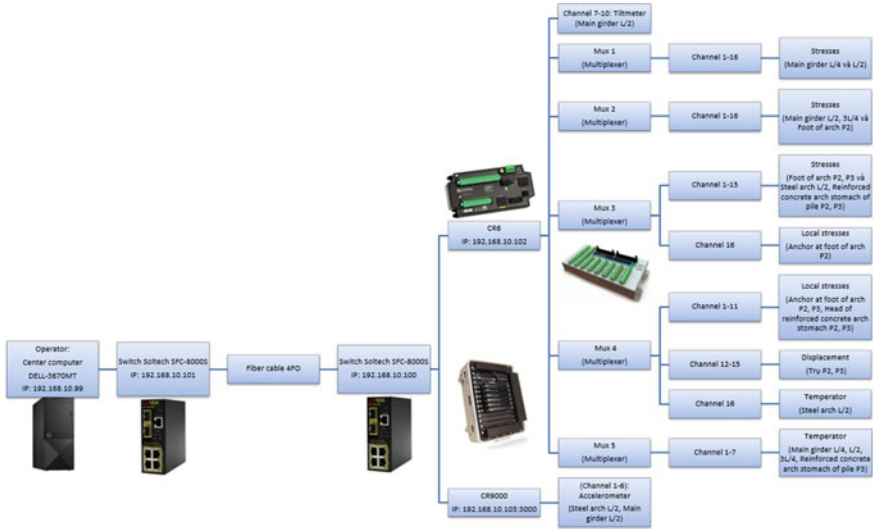 Operator:
Center computer
DELL-3670MT
IP: 192.168.10.99
Switch Soltech SFC-8000S
IP: 192.168.10.101
Fiber cable 4FO
Switch Soltech SFC-8000S
IP: 192.168.10.100
CR6
IP: 192.168.10:102
CR9000
IP: 192.168.10.103:3000
Channel 7-10: Tiltmeter
(Main girder L/2)
Mux 1
(Multiplexer)
Channel 1-16
Stresses
(Main girder L/4 và L/2)
Mux 2
(Multiplexer)
Channel 1-16
Stresses
(Main girder L/2, 3L/4 và
Foot of arch P2)
Mux 3
(Multiplexer)
Channel 1-15
Stresses
(Foot of arch P2, P3 và
Steel arch L/2, Reinforced
concrete arch stomach of
pile P2, P3)
Channel 16
Local stresses
(Anchor at foot of arch
P2)
Mux 4
(Multiplexer)
Channel 1-11
Local stresses
(Anchor at foot of arch
P2, P3, Head of
reinforced concrete arch
stomach P2, P3)
Channel 12-15
Displacement
(Trụ P2, P3)
Channel 16
Temperator
(Steel arch L/2)
Mux 5
(Multiplexer)
Channel 1-7
Temperator
(Main girder L/4, L/2,
3L/4, Reinforced concrete
arch stomach of pile P3)
(Channel 1-6):
Accelerometer
(Steel arch L/2, Main
girder L/2)